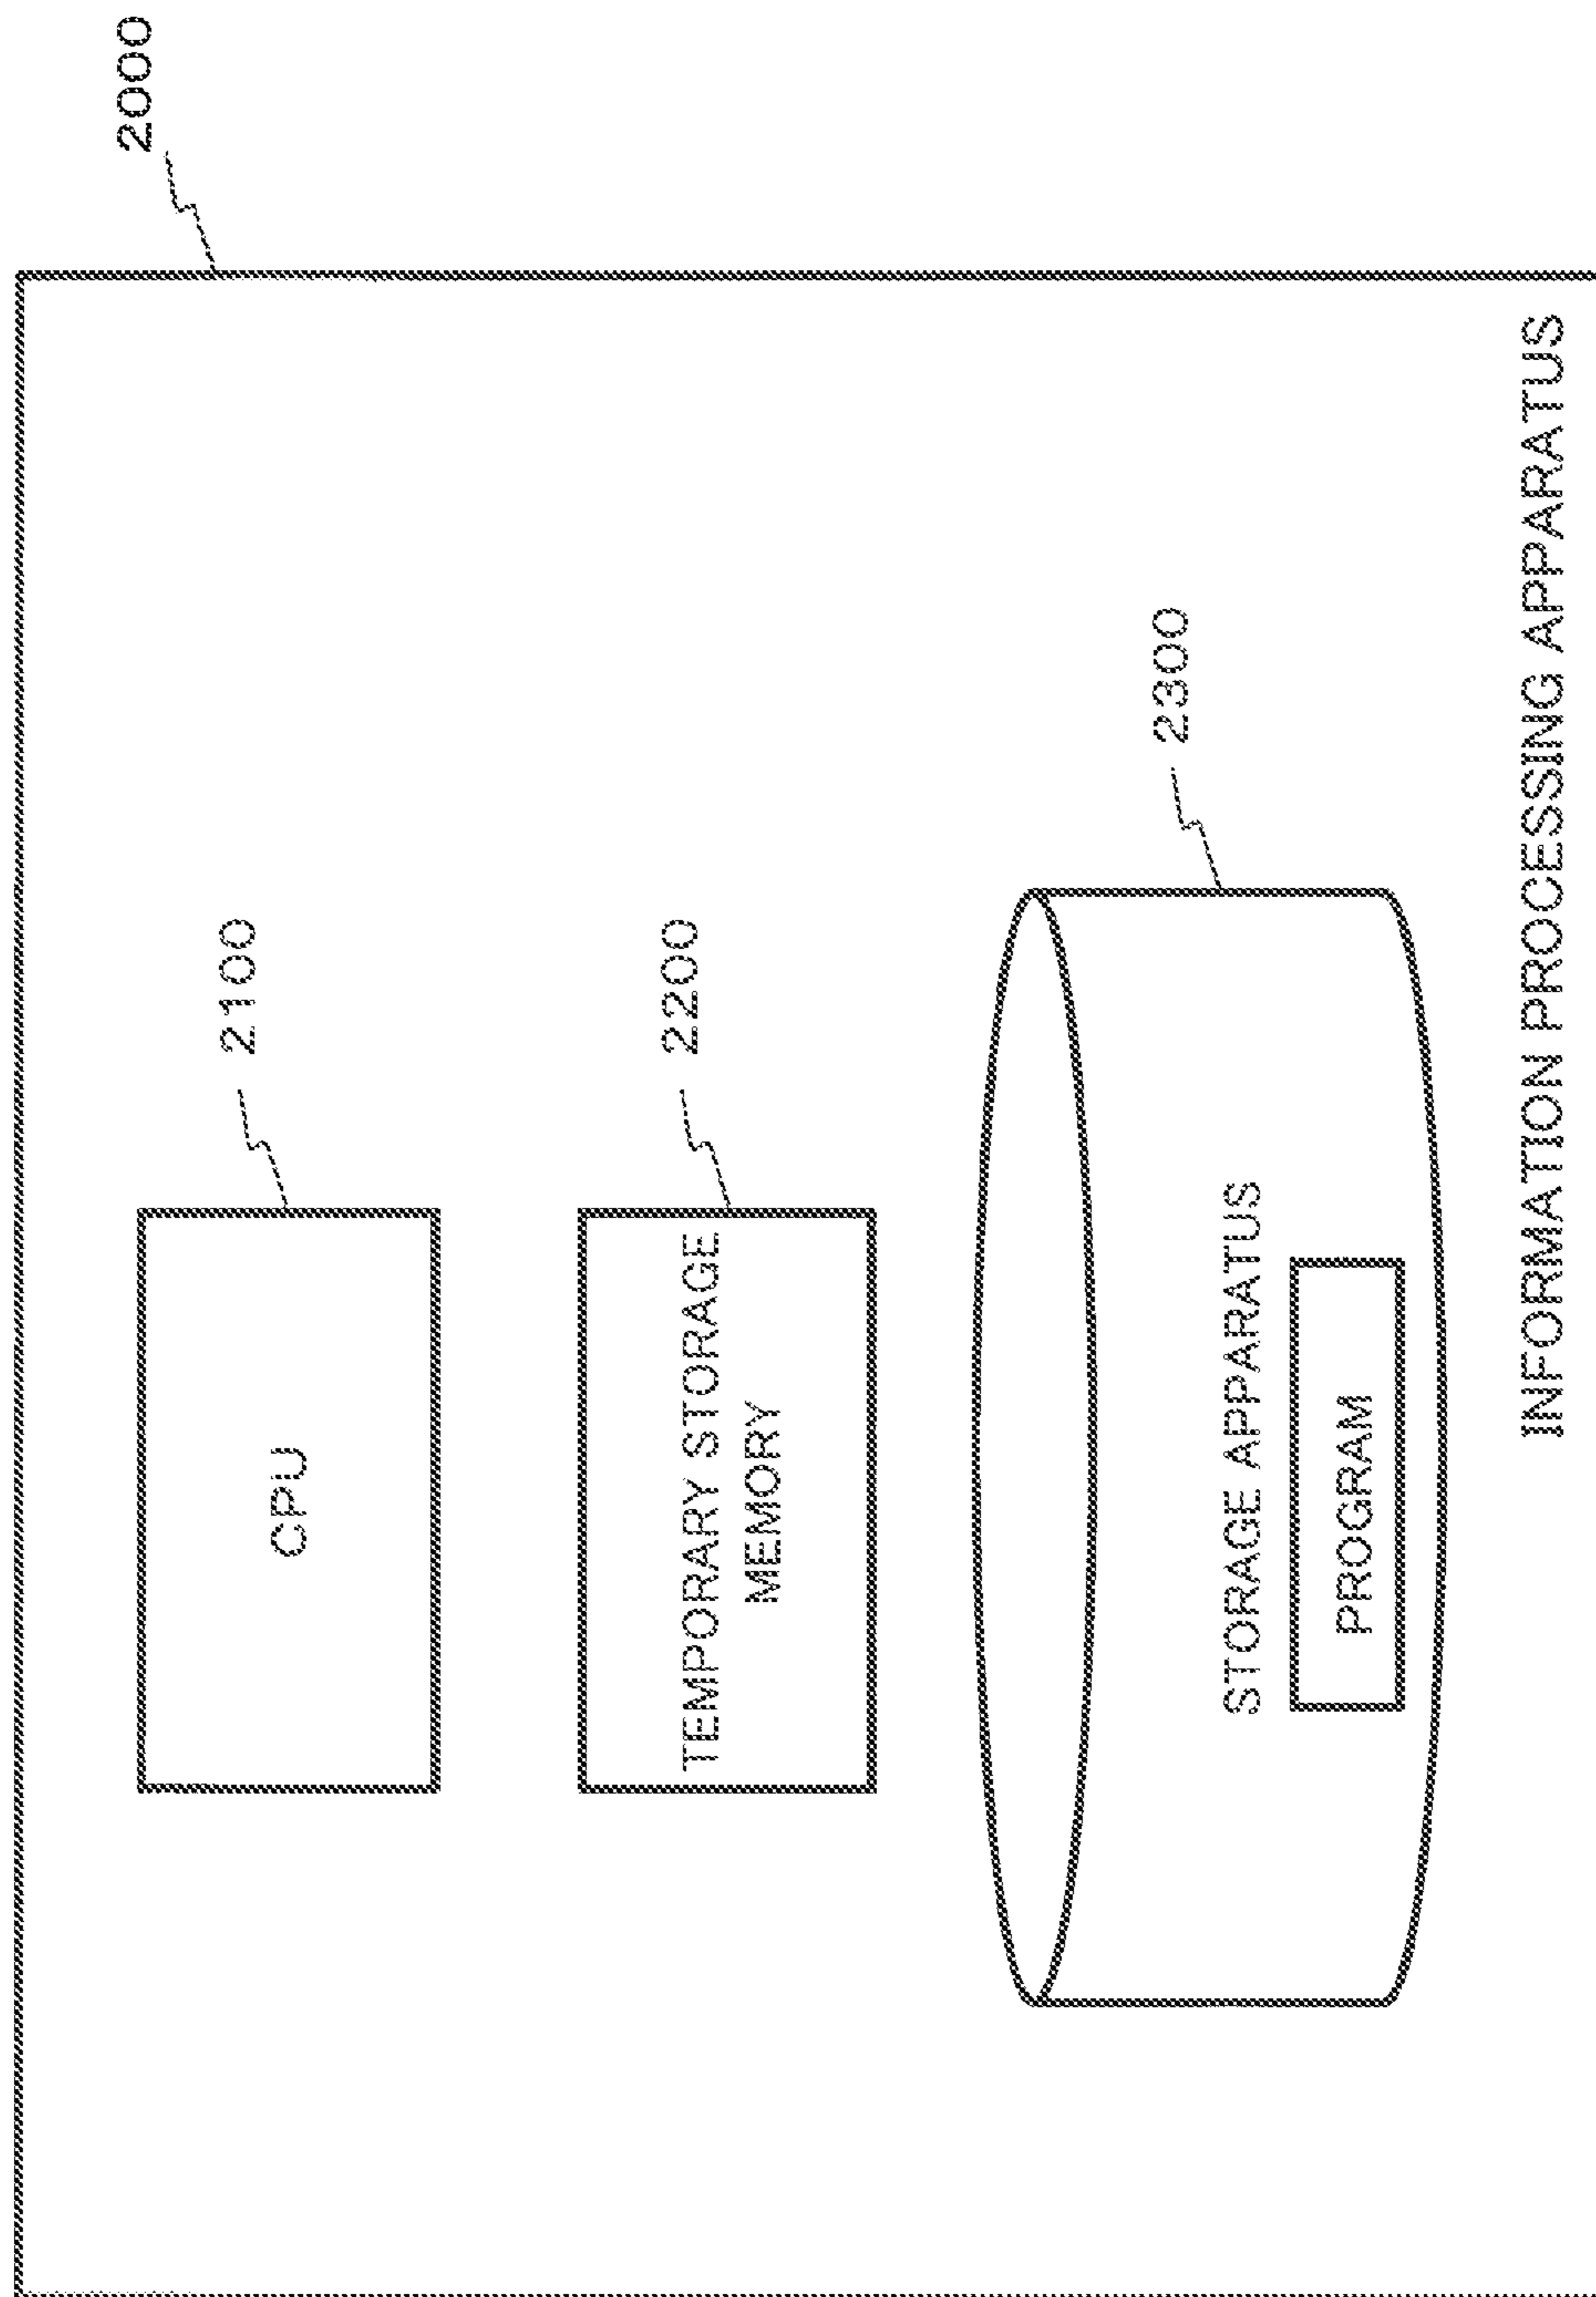 2000
CPU
2100
TEMPORARY STORAGE
MEMORY
2200
2300
STORAGE APPARATUS
PROGRAM
INFORMATION PROCESSING APPARATUS